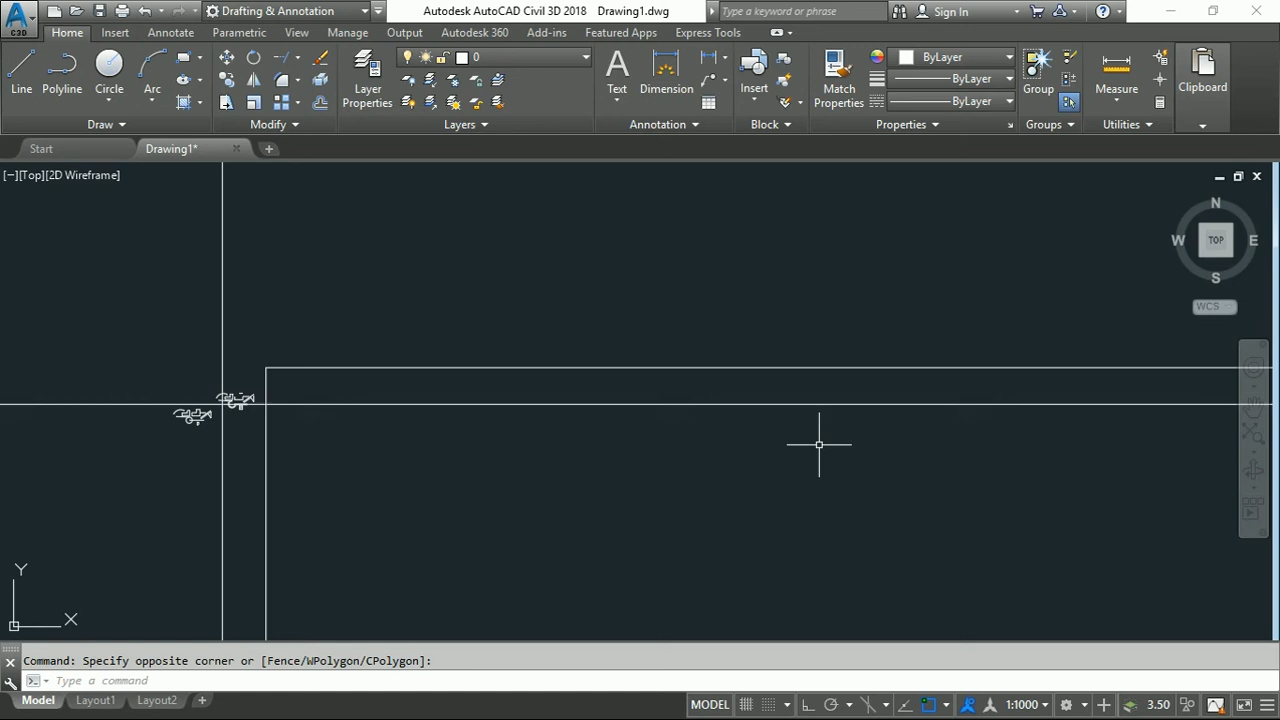 Drafting & Annotation
Autodesk AutoCAD Civil 3D 2018 Drawing1.dwg
Type a keyword or phrase
Sign In
C3D
Home Insert Annotate Parametric View Manage Output Autodesk 360 Add-ins Featured Apps Express Tools
0
ByLayer
ByLayer
ByLayer
Line Polyline Circle Arc
Layer Properties
Text Dimension
Insert
Match Properties
Group
Measure
Clipboard
Draw Modify Layers Annotation Block Properties Groups Utilities
Start Drawing1*
[−][Top][2D Wireframe]
N
W TOP E
S
WCS
Y
X
Command: Specify opposite corner or [Fence/WPolygon/CPolygon]:
Type a command
Model Layout1 Layout2
MODEL 1:1000 3.50